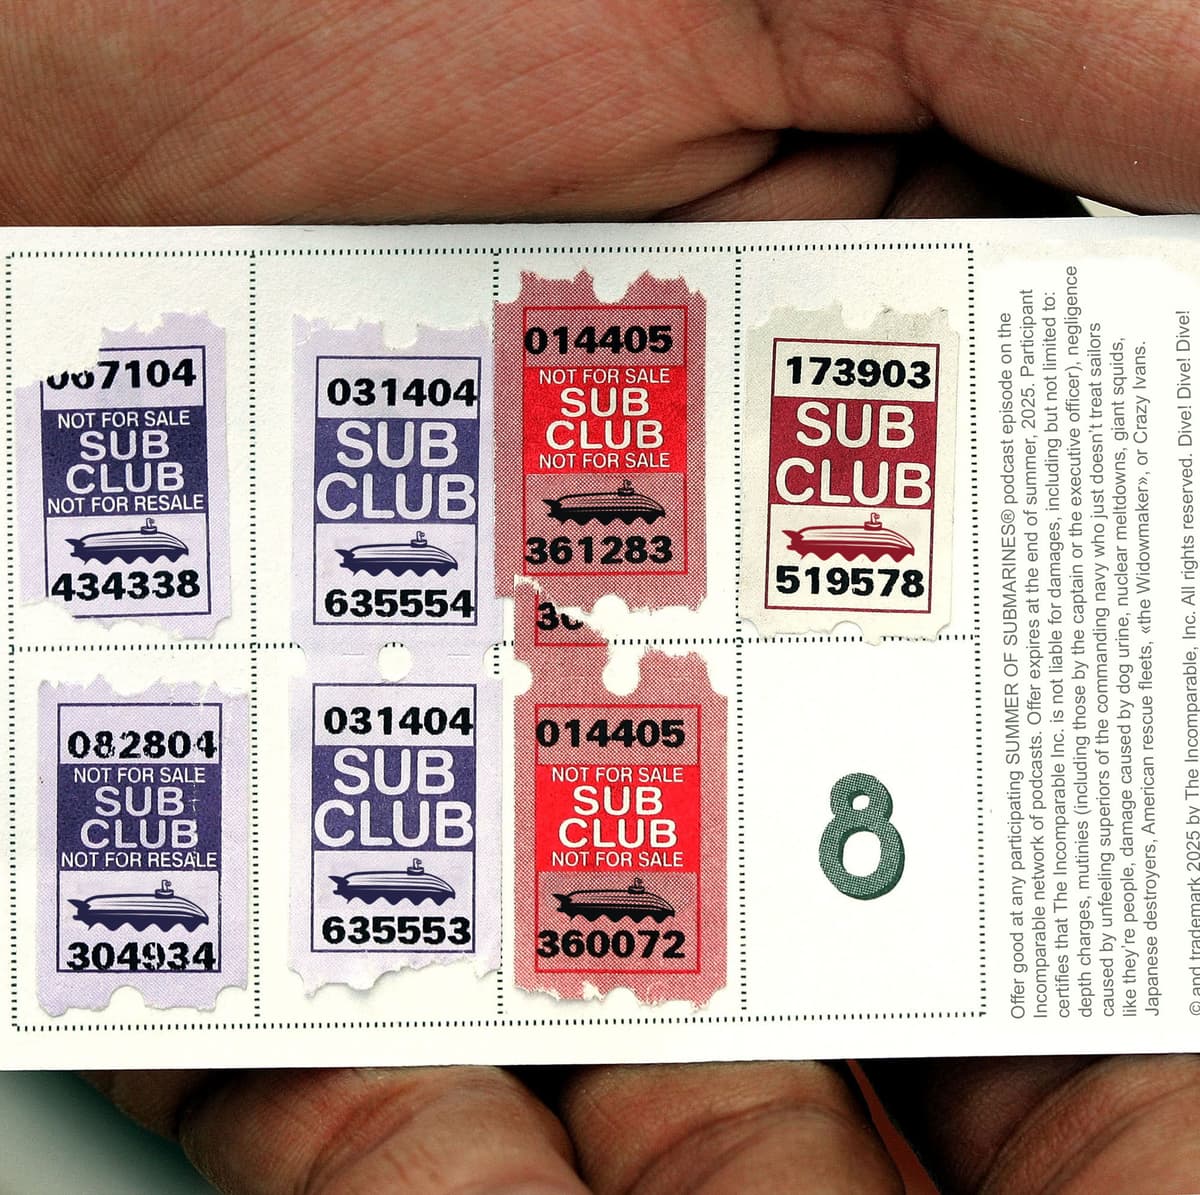 067104
NOT FOR SALE
SUB
CLUB
NOT FOR RESALE
434338
031404
SUB
CLUB
635554
014405
NOT FOR SALE
SUB
CLUB
NOT FOR SALE
361283
173903
SUB
CLUB
519578
082804
NOT FOR SALE
SUB
CLUB
NOT FOR RESALE
304934
031404
SUB
CLUB
635553
014405
NOT FOR SALE
SUB
CLUB
NOT FOR SALE
360072
8
Offer good at any participating SUMMER OF SUBMARINES® podcast episode on the
Incomparable network of podcasts. Offer expires at the end of summer, 2025. Participant
certifies that The Incomparable Inc. is not liable for damages, including but not limited to:
depth charges, mutinies (including those by the captain or the executive officer), negligence
caused by unfeeling superiors of the commanding navy who just doesn't treat sailors
like they're people, damage caused by dog urine, nuclear meltdowns, giant squids,
Japanese destroyers, American rescue fleets, «the Widowmaker», or Crazy Ivans.
© and trademark 2025 by The Incomparable, Inc. All rights reserved. Dive! Dive! Dive!